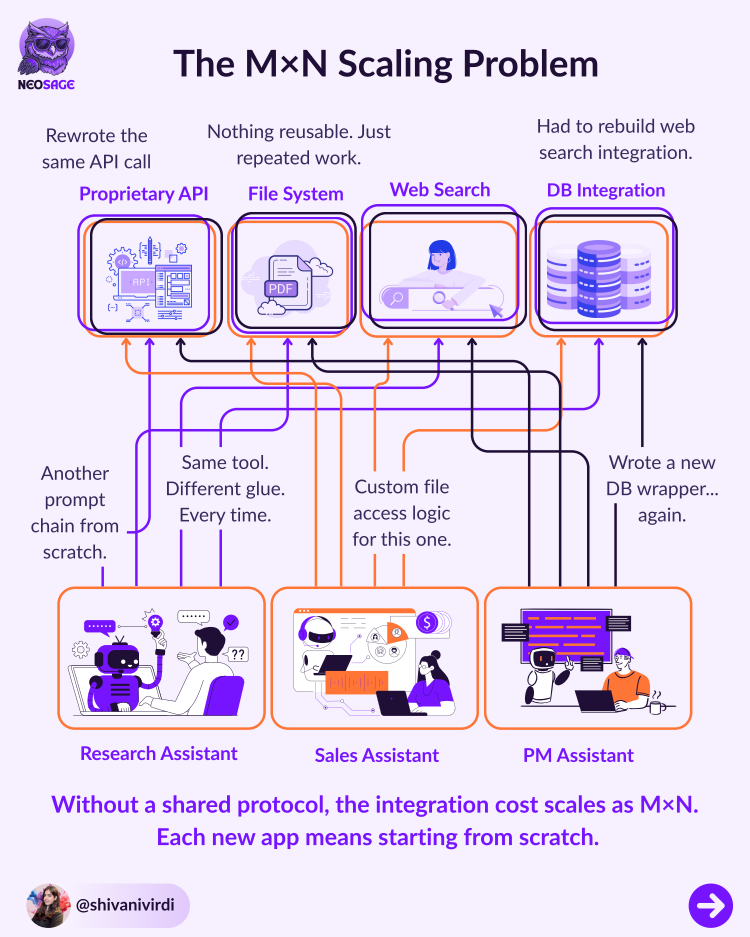 NEOSAGE
The M×N Scaling Problem
Rewrote the
same API call
Nothing reusable. Just
repeated work.
Had to rebuild web
search integration.
Proprietary API
File System
Web Search
DB Integration
</>
API
{--}
PDF
Another
prompt
chain from
scratch.
Same tool.
Different glue.
Every time.
Custom file
access logic
for this one.
Wrote a new
DB wrapper...
again.
??
$
Research Assistant
Sales Assistant
PM Assistant
Without a shared protocol, the integration cost scales as M×N.
Each new app means starting from scratch.
@shivanivirdi